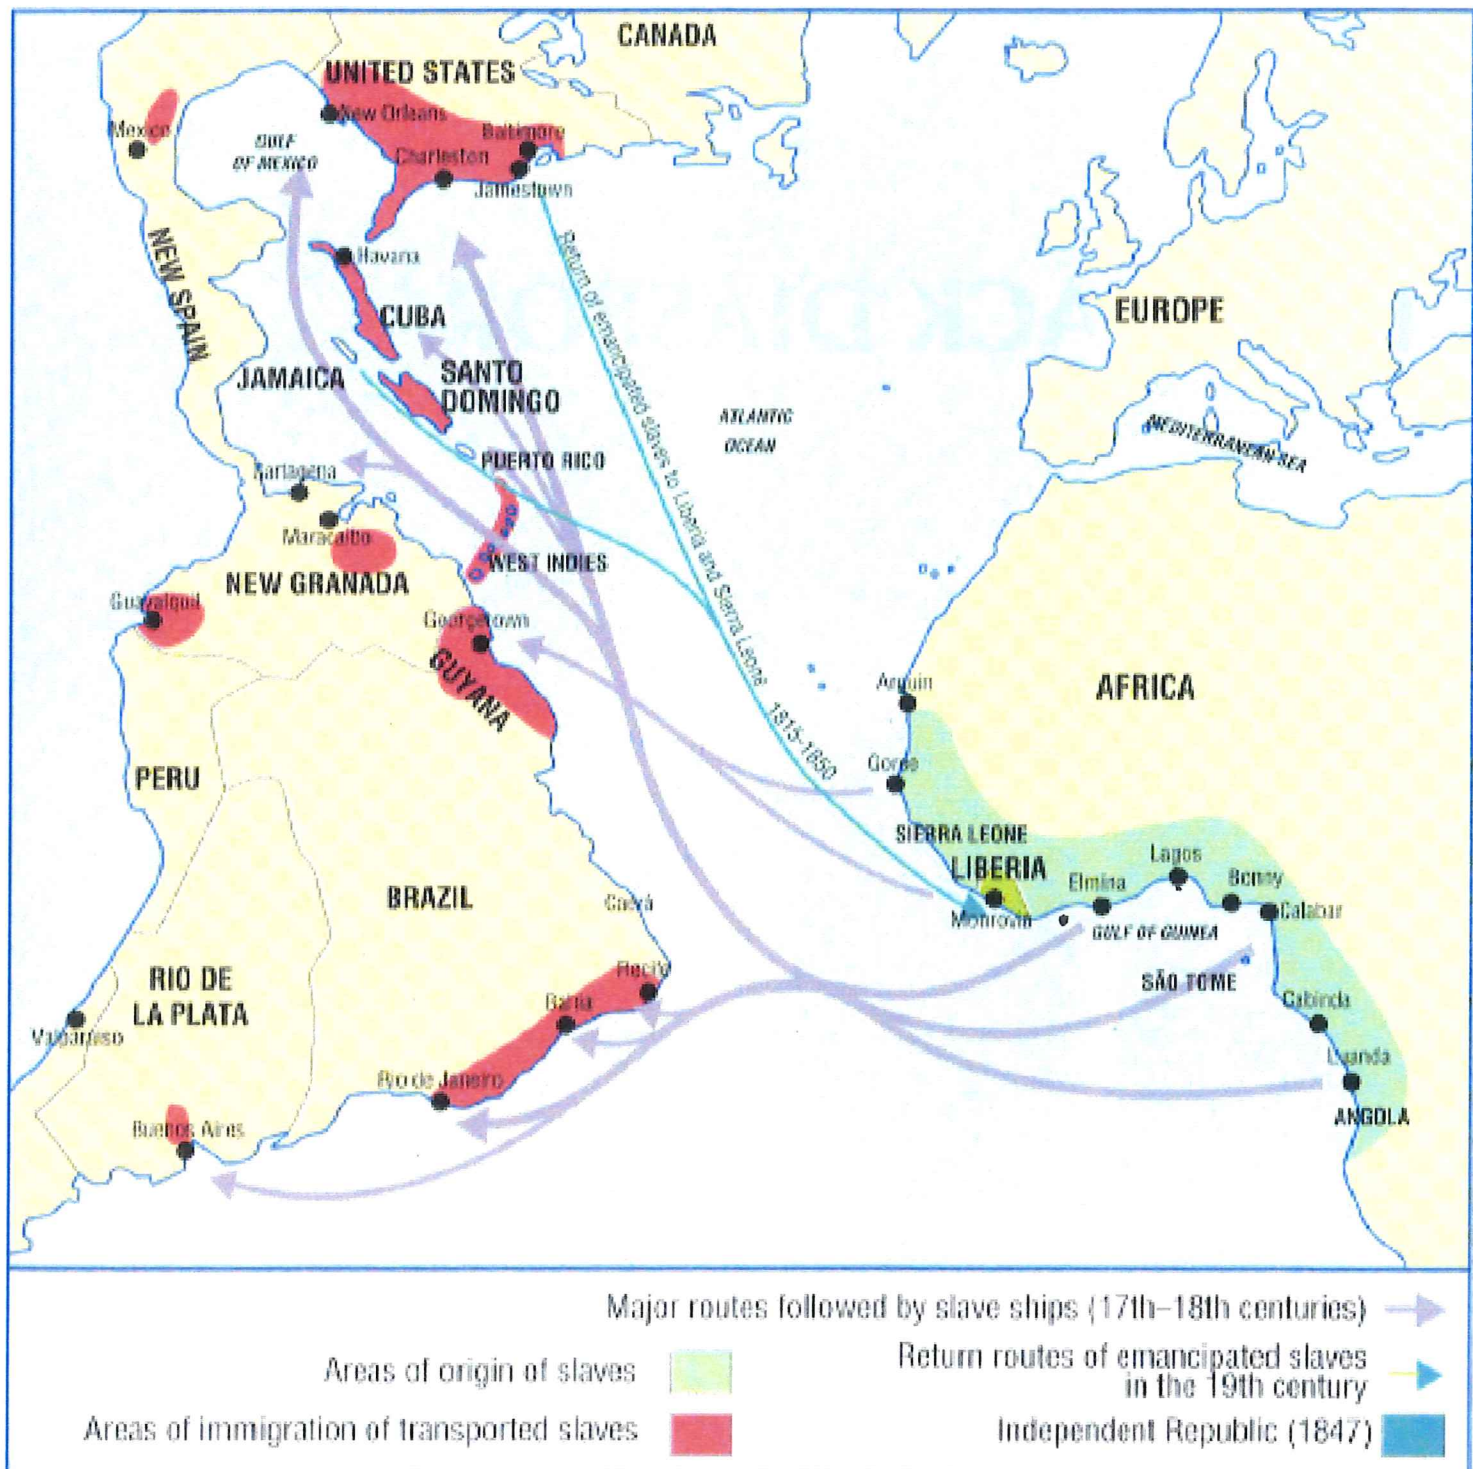 CANADA
UNITED STATES
New Orleans
Mexico
GULF
OF MEXICO
Baltimore
Charleston
Jamestown
NEW SPAIN
Havana
CUBA
JAMAICA
SANTO
DOMINGO
PUERTO RICO
Return of emancipated slaves to Liberia and Sierra Leone 1815-1850
ATLANTIC
OCEAN
EUROPE
MEDITERRANEAN SEA
Kartagena
Maracaibo
WEST INDIES
NEW GRANADA
Guayaquil
Georgetown
GUYANA
AFRICA
Arguin
Gorée
PERU
SIERRA LEONE
LIBERIA
Monrovia
Elmina
Lagos
Bonny
Calabar
GULF OF GUINEA
SÃO TOME
Cabinda
Luanda
ANGOLA
BRAZIL
Ceará
Recife
Bahia
RIO DE
LA PLATA
Valparaiso
Rio de Janeiro
Buenos Aires
Major routes followed by slave ships (17th–18th centuries)
Areas of origin of slaves
Return routes of emancipated slaves
in the 19th century
Areas of immigration of transported slaves
Independent Republic (1847)